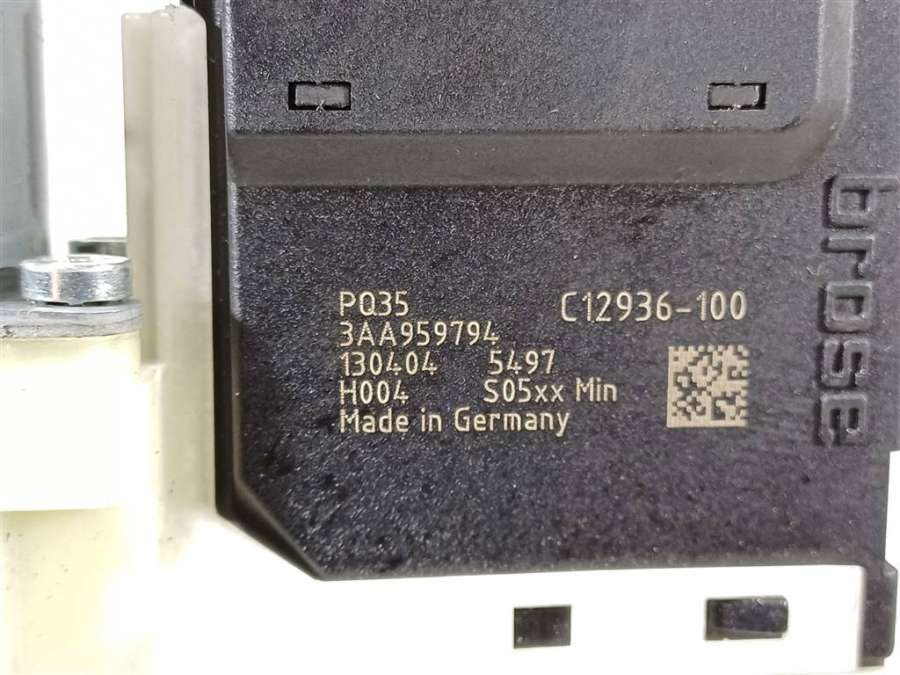 PQ35 C12936-100
3AA959794
130404 5497
H004 S05xx Min
Made in Germany
brose